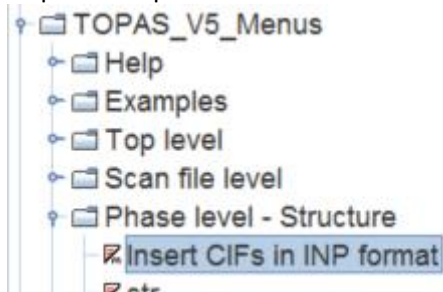 TOPAS_V5_Menus
Help
Examples
Top level
Scan file level
Phase level - Structure
Insert CIFs in INP format